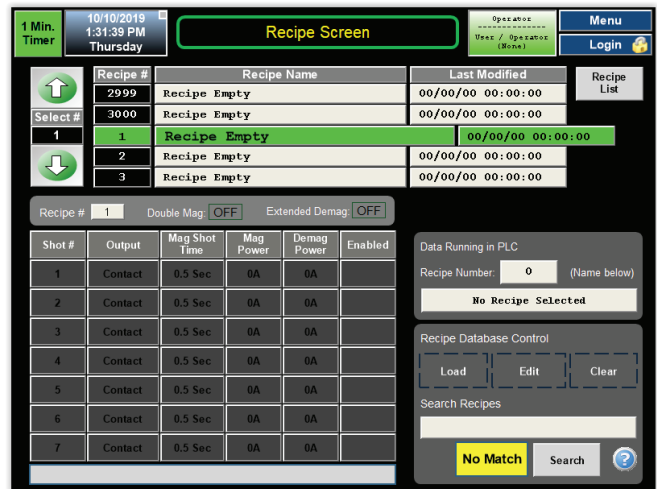 1 Min.
Timer
10/10/2019
1:31:39 PM
Thursday
Recipe Screen
Operator
User / Operator
(None)
Menu
Login
Recipe # Recipe Name Last Modified
Recipe
List
2999 Recipe Empty 00/00/00 00:00:00
Select # 3000 Recipe Empty 00/00/00 00:00:00
1 1 Recipe Empty 00/00/00 00:00:00
2 Recipe Empty 00/00/00 00:00:00
3 Recipe Empty 00/00/00 00:00:00
Recipe # 1 Double Mag: OFF Extended Demag: OFF
Shot # Output Mag Shot Time Mag Power Demag Power Enabled
1 Contact 0.5 Sec 0A 0A
2 Contact 0.5 Sec 0A 0A
3 Contact 0.5 Sec 0A 0A
4 Contact 0.5 Sec 0A 0A
5 Contact 0.5 Sec 0A 0A
6 Contact 0.5 Sec 0A 0A
7 Contact 0.5 Sec 0A 0A
Data Running in PLC
Recipe Number: 0 (Name below)
No Recipe Selected
Recipe Database Control
Load Edit Clear
Search Recipes
No Match Search ?